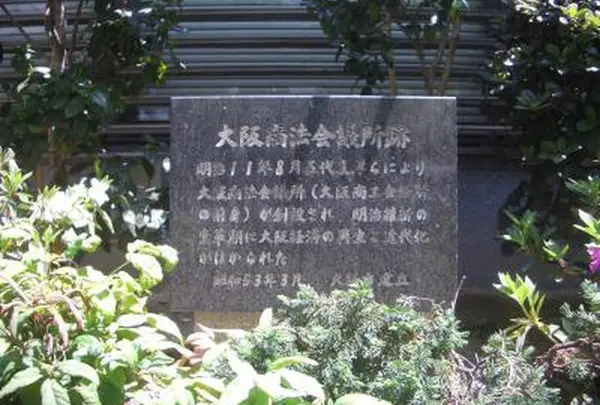 大阪商法会議所跡
明治11年8月五代友厚らにより
大阪商法会議所(大阪商工会議所
の前身)が創設され、明治維新の
変革期に大阪経済の再建と近代化
がはかられた
昭和53年3月 大阪市建立